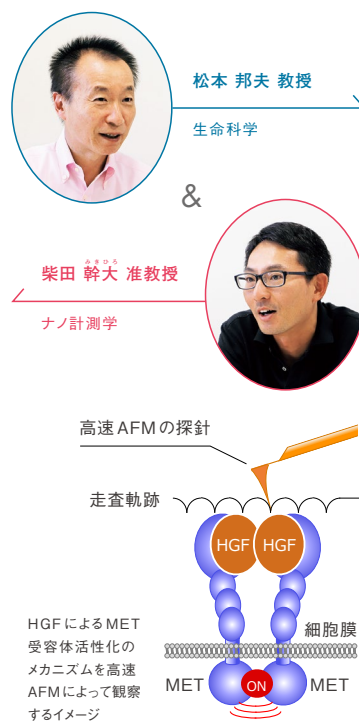 松本 邦夫 教授
生命科学
&
みきひろ
柴田 幹大 准教授
ナノ計測学
高速AFMの探針
走査軌跡
HGF HGF
細胞膜
HGFによるMET
受容体活性化の
メカニズムを高速
AFMによって観察
するイメージ
MET ON MET